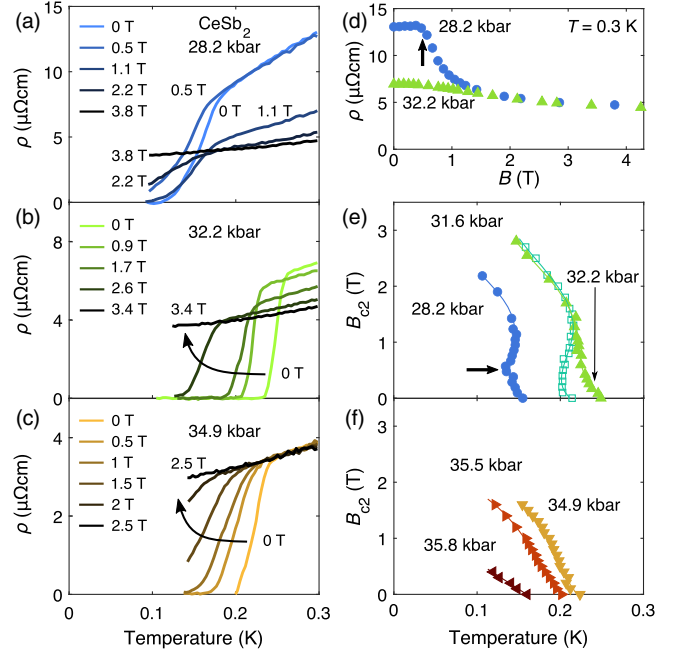 (a)
CeSb2
28.2 kbar
0 T
0.5 T
1.1 T
2.2 T
3.8 T
0.5 T
0 T
1.1 T
3.8 T
2.2 T
ρ (μΩcm)
15
10
5
0
(b)
32.2 kbar
0 T
0.9 T
1.7 T
2.6 T
3.4 T
3.4 T
0 T
ρ (μΩcm)
8
4
0
(c)
34.9 kbar
0 T
0.5 T
1 T
1.5 T
2 T
2.5 T
2.5 T
0 T
ρ (μΩcm)
4
2
0
0
0.1
0.2
0.3
Temperature (K)
(d)
28.2 kbar
T = 0.3 K
32.2 kbar
ρ (μΩcm)
15
10
5
0
0
1
2
3
4
B (T)
(e)
31.6 kbar
32.2 kbar
28.2 kbar
Bc2 (T)
3
2
1
0
(f)
35.5 kbar
34.9 kbar
35.8 kbar
Bc2 (T)
3
2
1
0
0
0.1
0.2
0.3
Temperature (K)